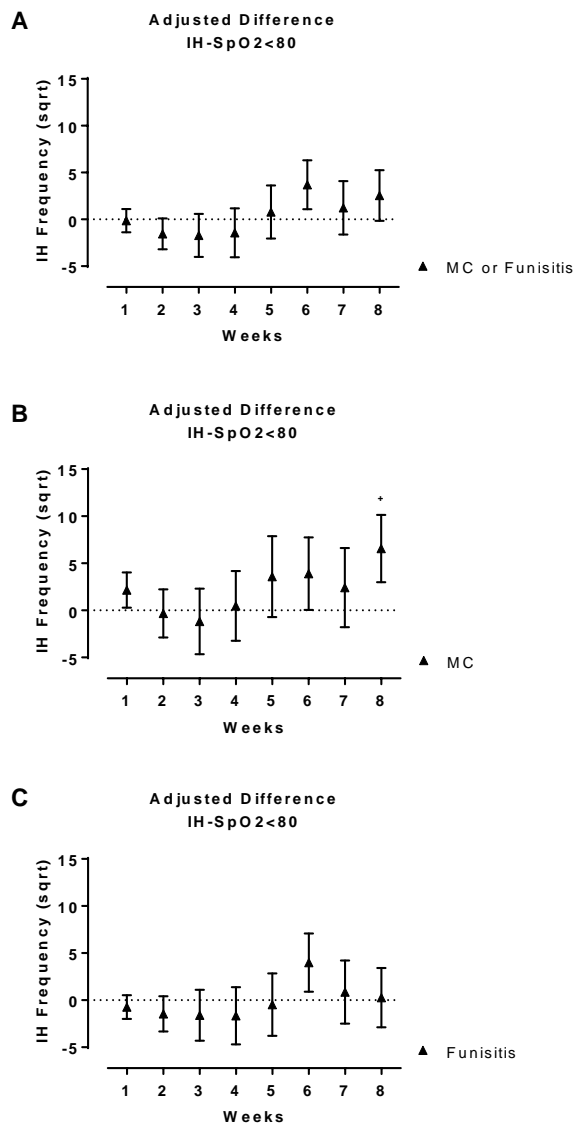 A
Adjusted Difference
IH-SpO2<80
15
10
5
0
-5
IH Frequency (sqrt)
1 2 3 4 5 6 7 8
Weeks
▲ MC or Funisitis
B
Adjusted Difference
IH-SpO2<80
15
10
5
0
-5
IH Frequency (sqrt)
+
1 2 3 4 5 6 7 8
Weeks
▲ MC
C
Adjusted Difference
IH-SpO2<80
15
10
5
0
-5
IH Frequency (sqrt)
1 2 3 4 5 6 7 8
Weeks
▲ Funisitis